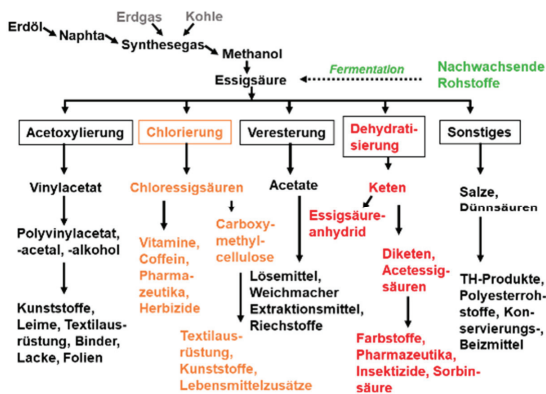 Erdgas
Kohle
Erdöl
Naphta
Synthesegas
Methanol
Essigsäure
Fermentation
Nachwachsende
Rohstoffe
Acetoxylierung
Chlorierung
Veresterung
Dehydrati-
sierung
Sonstiges
Vinylacetat
Chloressigsäuren
Acetate
Keten
Salze,
Dünnsäuren
Polyvinylacetat,
-acetal, -alkohol
Vitamine,
Coffein,
Pharma-
zeutika,
Herbizide
Carboxy-
methyl-
cellulose
Essigsäure-
anhydrid
Diketen,
Acetessig-
säuren
Lösemittel,
Weichmacher
Extraktionsmittel,
Riechstoffe
TH-Produkte,
Polyesterroh-
stoffe, Kon-
servierungs-,
Beizmittel
Kunststoffe,
Leime, Textilaus-
rüstung, Binder,
Lacke, Folien
Textilaus-
rüstung,
Kunststoffe,
Lebensmittelzusätze
Farbstoffe,
Pharmazeutika,
Insektizide, Sorbin-
säure